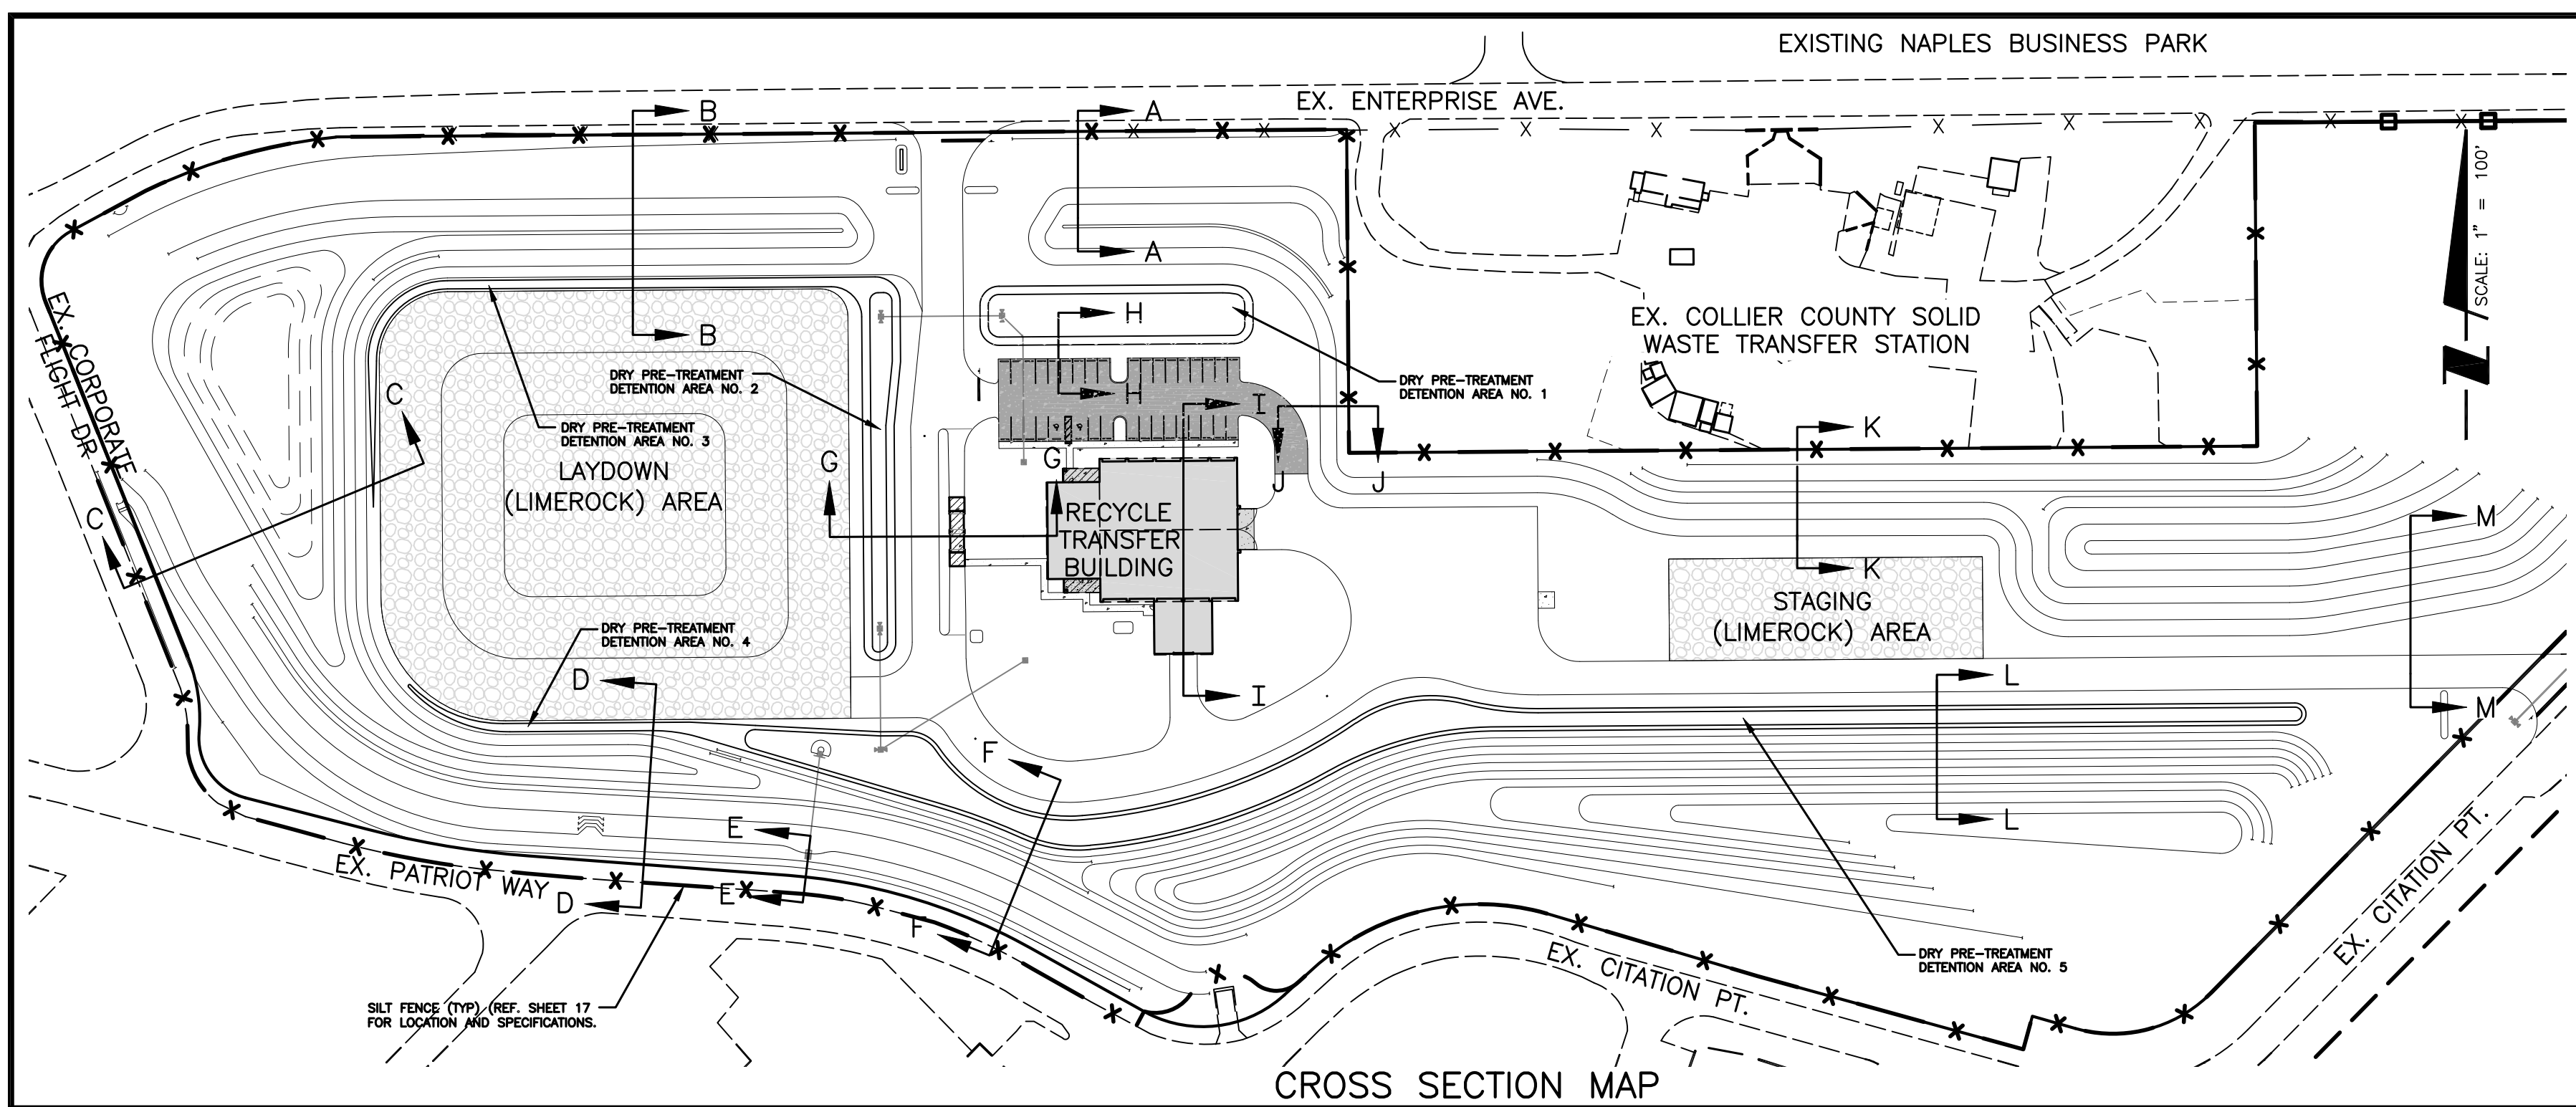 EXISTING NAPLES BUSINESS PARK
EX. ENTERPRISE AVE.
B
A
A
B
H
H
SCALE: 1" = 100'
N
EX. COLLIER COUNTY SOLID
WASTE TRANSFER STATION
EX. CORPORATE
FLIGHT DR.
DRY PRE-TREATMENT
DETENTION AREA NO. 2
DRY PRE-TREATMENT
DETENTION AREA NO. 1
C
I
DRY PRE-TREATMENT
DETENTION AREA NO. 3
K
G
G
LAYDOWN
(LIMEROCK) AREA
J
J
C
RECYCLE
TRANSFER
BUILDING
M
K
STAGING
(LIMEROCK) AREA
DRY PRE-TREATMENT
DETENTION AREA NO. 4
D
L
I
M
F
E
L
EX. PATRIOT WAY
D
E
F
EX. CITATION PT.
EX. CITATION PT.
DRY PRE-TREATMENT
DETENTION AREA NO. 5
SILT FENCE (TYP) (REF. SHEET 17
FOR LOCATION AND SPECIFICATIONS.
CROSS SECTION MAP